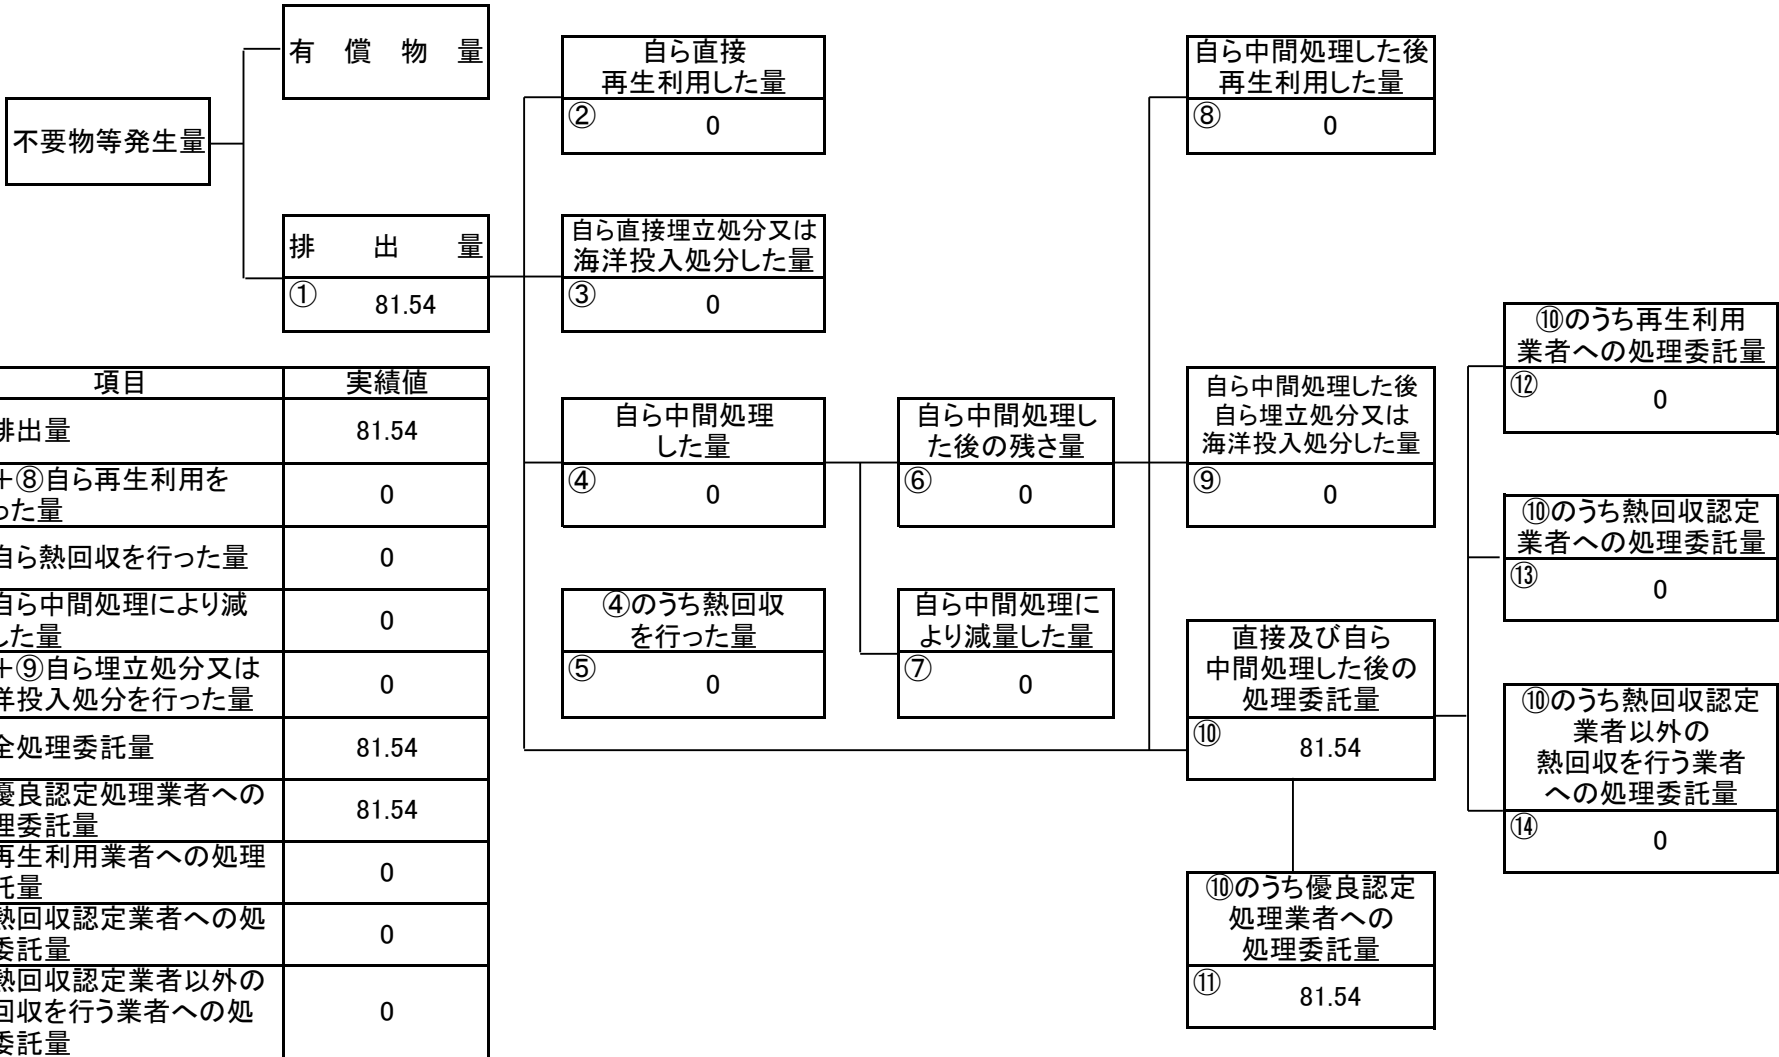 有　償　物　量
不要物等発生量
排　出　量
① 81.54
自ら直接
再生利用した量
② 0
自ら直接埋立処分又は
海洋投入処分した量
③ 0
自ら中間処理
した量
④ 0
④のうち熱回収
を行った量
⑤ 0
自ら中間処理し
た後の残さ量
⑥ 0
自ら中間処理に
より減量した量
⑦ 0
自ら中間処理した後
再生利用した量
⑧ 0
自ら中間処理した後
自ら埋立処分又は
海洋投入処分した量
⑨ 0
直接及び自ら
中間処理した後の
処理委託量
⑩ 81.54
⑩のうち優良認定
処理業者への
処理委託量
⑪ 81.54
⑩のうち再生利用
業者への処理委託量
⑫ 0
⑩のうち熱回収認定
業者への処理委託量
⑬ 0
⑩のうち熱回収認定
業者以外の
熱回収を行う業者
への処理委託量
⑭ 0
項目 実績値
排出量 81.54
+⑧自ら再生利用を
った量 0
自ら熱回収を行った量 0
自ら中間処理により減
した量 0
+⑨自ら埋立処分又は
洋投入処分を行った量 0
全処理委託量 81.54
優良認定処理業者への
理委託量 81.54
再生利用業者への処理
託量 0
熱回収認定業者への処
委託量 0
熱回収認定業者以外の
回収を行う業者への処
委託量 0